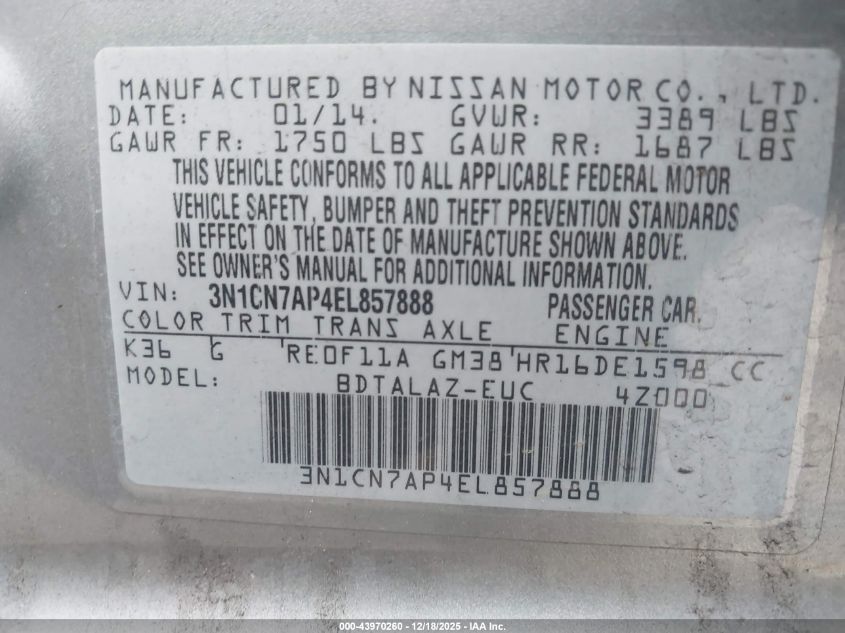 MANUFACTURED BY NISSAN MOTOR CO., LTD.
DATE: 01/14. GVWR: 3389 LBS
GAWR FR: 1750 LBS GAWR RR: 1687 LBS
THIS VEHICLE CONFORMS TO ALL APPLICABLE FEDERAL MOTOR
VEHICLE SAFETY, BUMPER AND THEFT PREVENTION STANDARDS
IN EFFECT ON THE DATE OF MANUFACTURE SHOWN ABOVE.
SEE OWNER'S MANUAL FOR ADDITIONAL INFORMATION.
VIN: 3N1CN7AP4EL857888 PASSENGER CAR.
COLOR TRIM TRANS AXLE ENGINE
K36 G RE0F11A GM38 HR16DE1598 CC
MODEL: BDTALAZ-EUC 4Z000
3N1CN7AP4EL857888
000-43970260 - 12/18/2025 - IAA Inc.